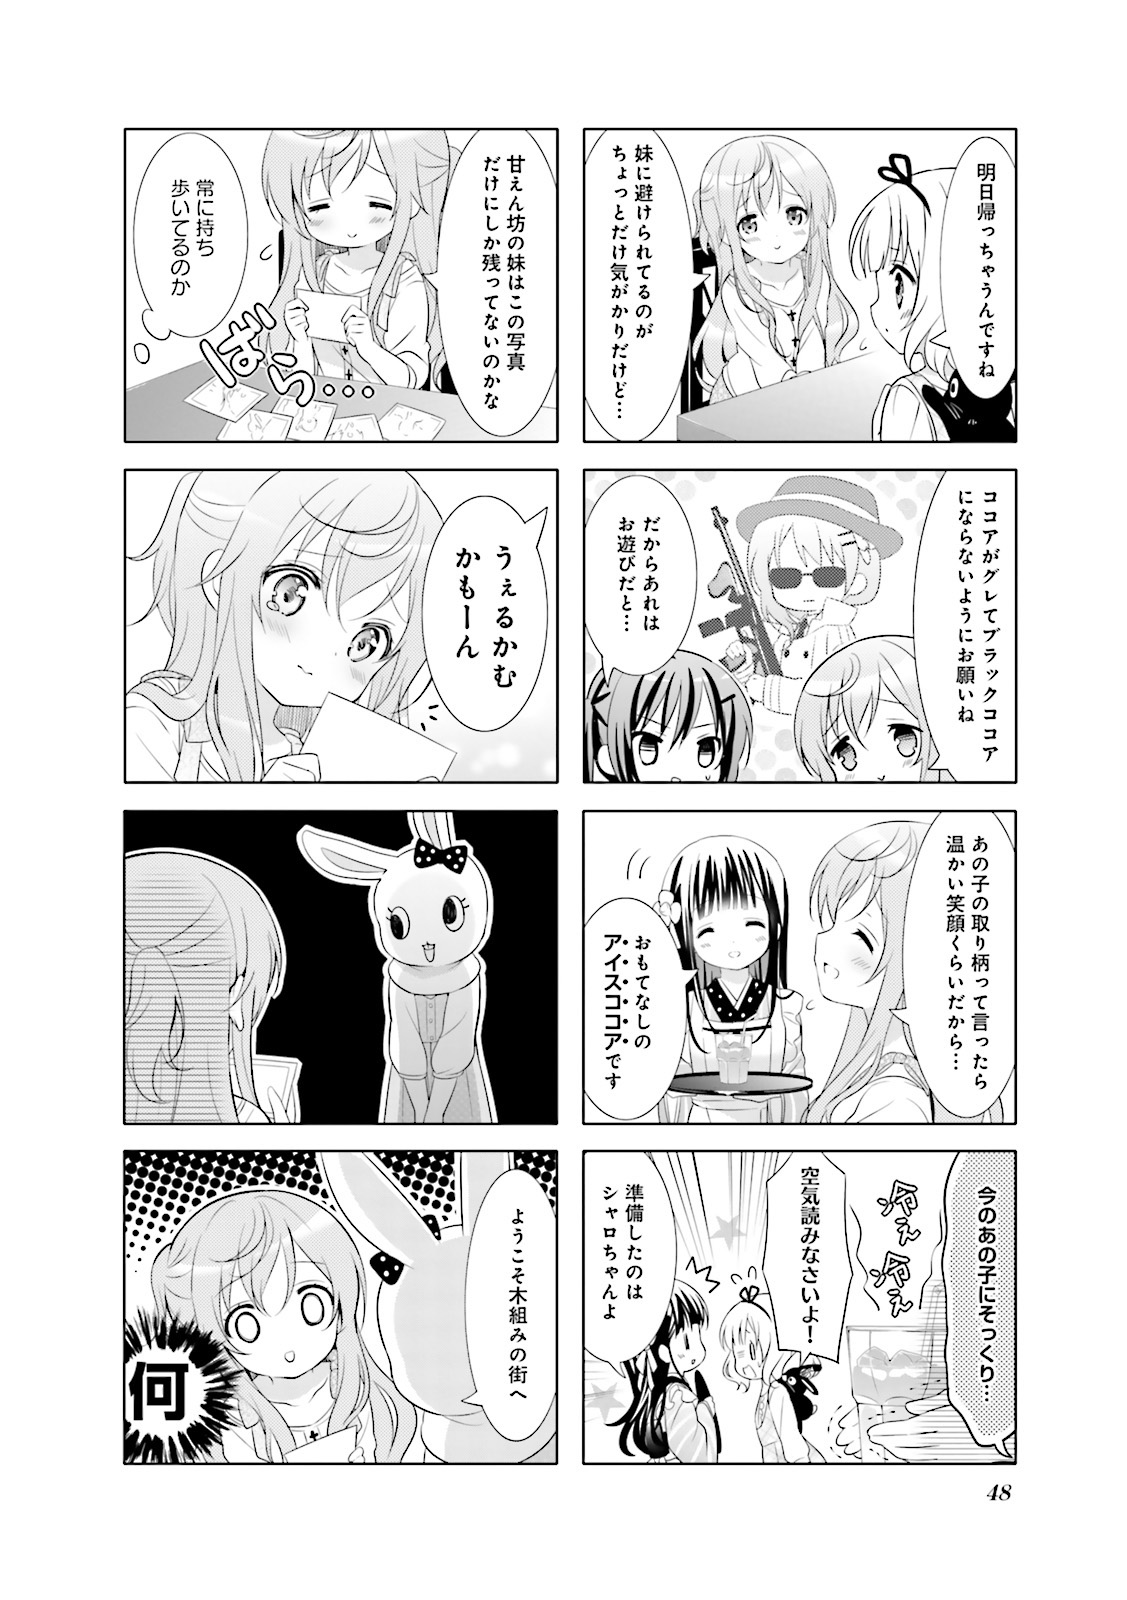 明日帰っちゃうんですね
妹に避けられてるのが
ちょっとだけ気がかりだけど…
ココアがグレてブラックココア
にならないようにお願いね
だからあれは
お遊びだと…
あの子の取り柄って言ったら
温かい笑顔くらいだから…
おもてなしの
アイスココアです
今のあの子にそっくり…
冷え
冷え
空気読みなさいよ!
準備したのは
シャロちゃんよ
甘えん坊の妹はこの写真
だけにしか残ってないのかな
常に持ち
歩いてるのか
ばら…
うぇるかむ
かもーん
ようこそ木組みの街へ
何
48